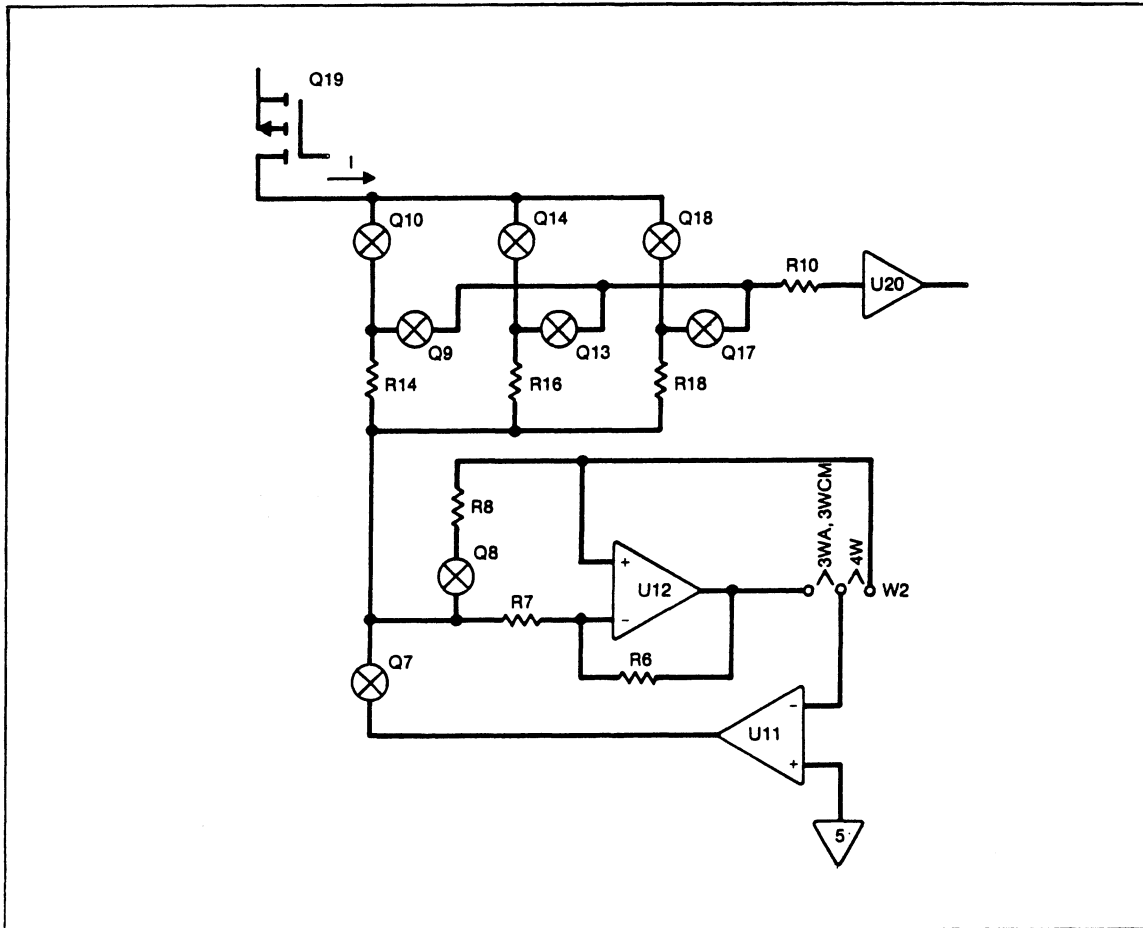 Q19
I
Q10
Q14
Q18
R10
U20
Q9
Q13
Q17
R14
R16
R18
R8
Q8
+
U12
3WA, 3WCM
4W
W2
R7
−
R6
Q7
−
U11
+
5